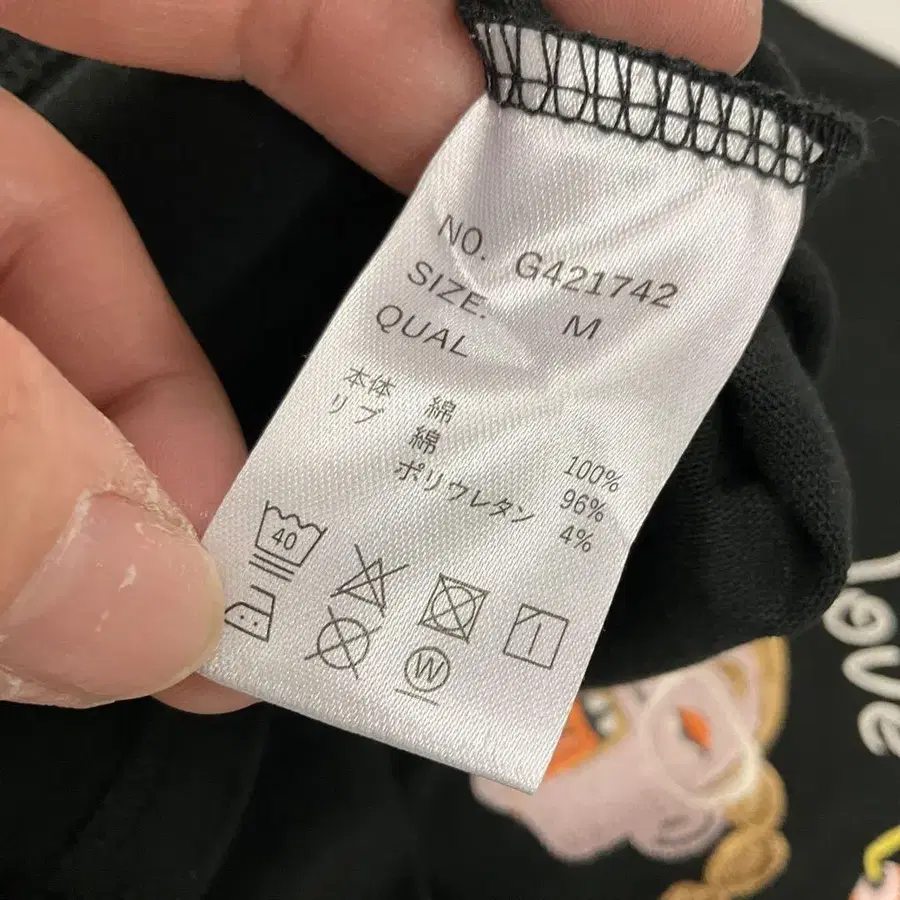 NO. G421742
SIZE: M
QUAL
本体 綿 100%
リブ 綿 96%
ポリウレタン 4%
40
W
love